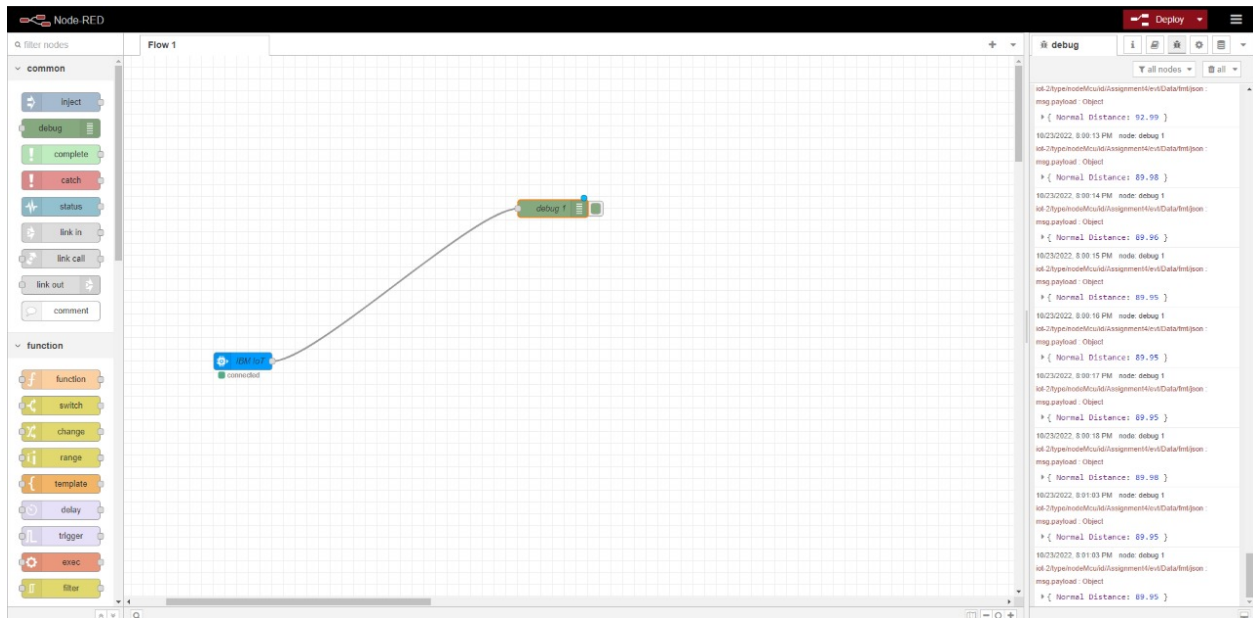 Node-RED
Deploy
filter nodes
Flow 1
common
inject
debug
complete
catch
status
link in
link call
link out
comment
function
function
switch
change
range
template
delay
trigger
exec
filter
debug 1
IBM IoT
connected
debug
all nodes
all
iot-2/type/nodeMcu/id/Assignment4/evt/Data/fmt/json :
msg.payload : Object
{ Normal Distance: 92.99 }
10/23/2022, 8:00:13 PM node: debug 1
iot-2/type/nodeMcu/id/Assignment4/evt/Data/fmt/json :
msg.payload : Object
{ Normal Distance: 89.98 }
10/23/2022, 8:00:14 PM node: debug 1
iot-2/type/nodeMcu/id/Assignment4/evt/Data/fmt/json :
msg.payload : Object
{ Normal Distance: 89.96 }
10/23/2022, 8:00:15 PM node: debug 1
iot-2/type/nodeMcu/id/Assignment4/evt/Data/fmt/json :
msg.payload : Object
{ Normal Distance: 89.95 }
10/23/2022, 8:00:16 PM node: debug 1
iot-2/type/nodeMcu/id/Assignment4/evt/Data/fmt/json :
msg.payload : Object
{ Normal Distance: 89.95 }
10/23/2022, 8:00:17 PM node: debug 1
iot-2/type/nodeMcu/id/Assignment4/evt/Data/fmt/json :
msg.payload : Object
{ Normal Distance: 89.95 }
10/23/2022, 8:00:18 PM node: debug 1
iot-2/type/nodeMcu/id/Assignment4/evt/Data/fmt/json :
msg.payload : Object
{ Normal Distance: 89.98 }
10/23/2022, 8:01:03 PM node: debug 1
iot-2/type/nodeMcu/id/Assignment4/evt/Data/fmt/json :
msg.payload : Object
{ Normal Distance: 89.95 }
10/23/2022, 8:01:03 PM node: debug 1
iot-2/type/nodeMcu/id/Assignment4/evt/Data/fmt/json :
msg.payload : Object
{ Normal Distance: 89.95 }